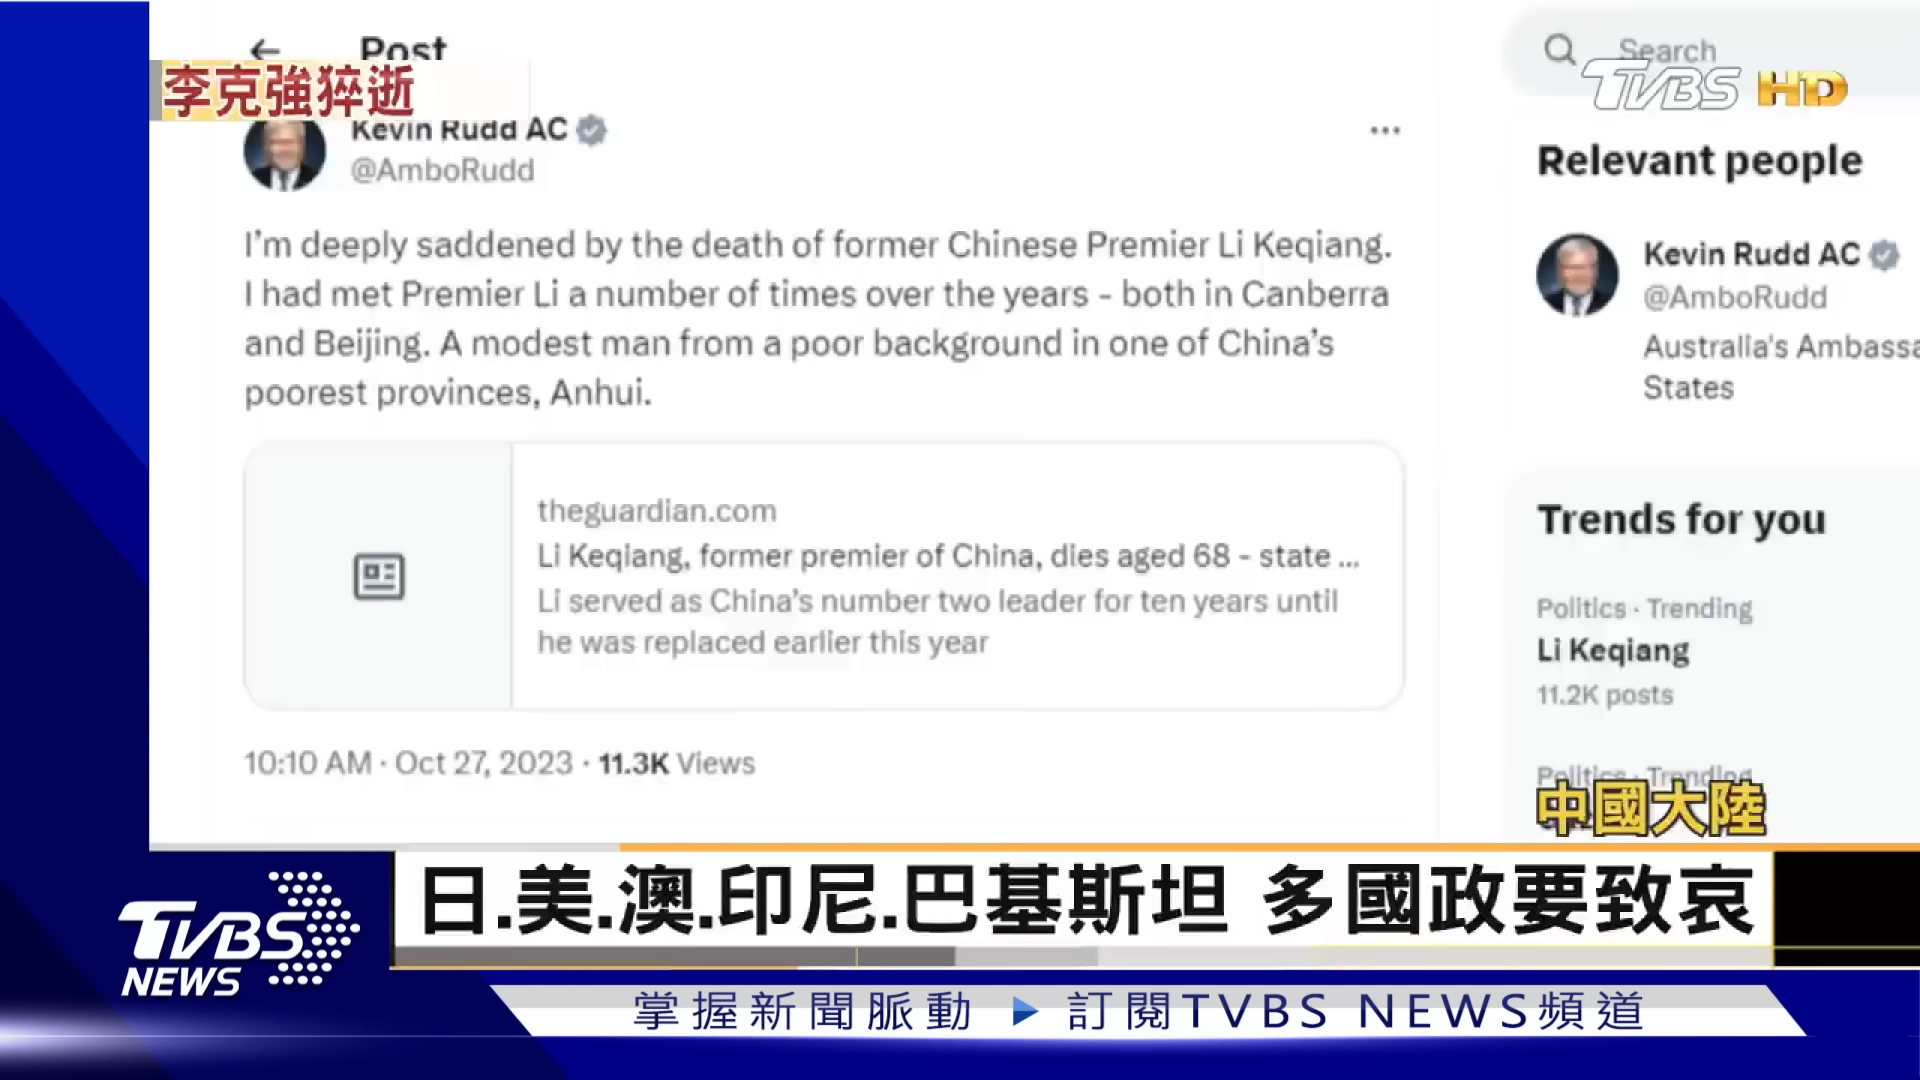 Post
李克強猝逝
Kevin Rudd AC
@AmboRudd
I'm deeply saddened by the death of former Chinese Premier Li Keqiang.
I had met Premier Li a number of times over the years - both in Canberra
and Beijing. A modest man from a poor background in one of China's
poorest provinces, Anhui.
theguardian.com
Li Keqiang, former premier of China, dies aged 68 - state ...
Li served as China's number two leader for ten years until
he was replaced earlier this year
10:10 AM · Oct 27, 2023 · 11.3K Views
Search
TVBS HD
Relevant people
Kevin Rudd AC
@AmboRudd
Australia's Ambassa
States
Trends for you
Politics · Trending
Li Keqiang
11.2K posts
Politics · Trending
中國大陸
日.美.澳.印尼.巴基斯坦 多國政要致哀
TVBS
NEWS
掌握新聞脈動 ▶ 訂閱TVBS NEWS頻道